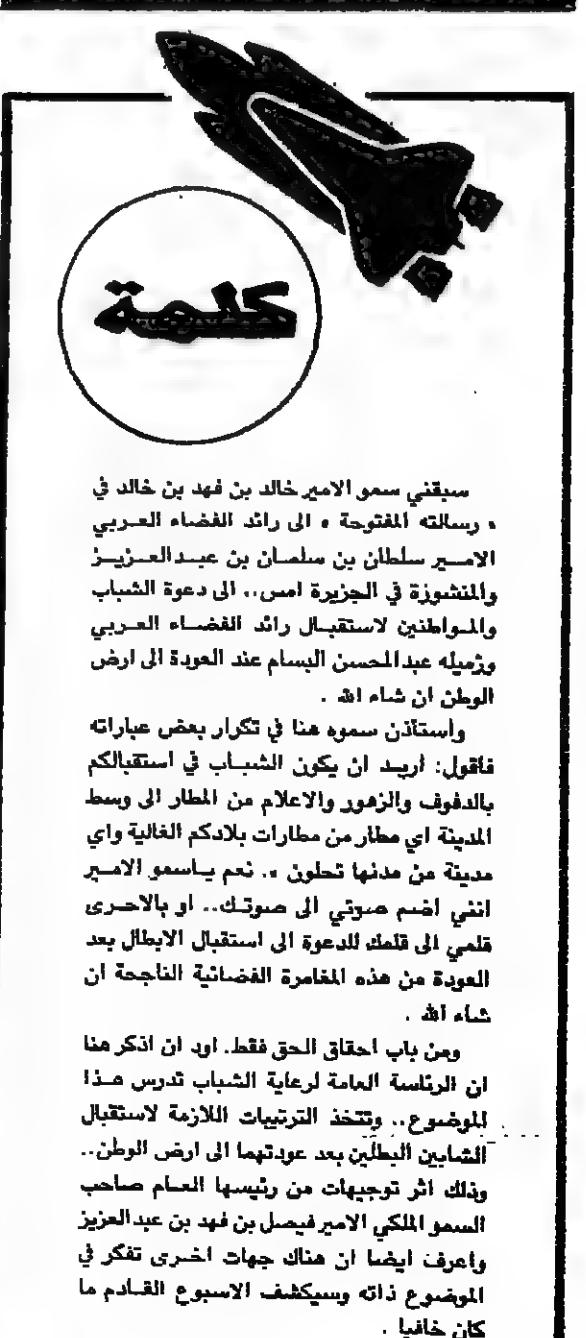 كلمة
سبقني سمو الامير خالد بن فهد بن خالد في
« رسالته المفتوحة » الى رائد الفضاء العربي
الامير سلطان بن سلمان بن عبدالعزيز
والمنشورة في الجزيرة امس.. الى دعوة الشباب
والمواطنين لاستقبال رائد الفضاء العربي
وزميله عبدالمحسن البسام عند العودة الى ارض
الوطن ان شاء الله .
وأستأذن سموه هنا في تكرار بعض عباراته
فأقول: أريد ان يكون الشباب في استقبالكم
بالدفوف والزهور والاعلام من المطار الى وسط
المدينة اي مطار من مطارات بلادكم الغالية واي
مدينة من مدنها تحلون ». نعم ياسمو الامير
انني اضم صوتي الى صوتك.. او بالاحرى
قلمي الى قلمك للدعوة الى استقبال الابطال بعد
العودة من هذه المغامرة الفضائية الناجحة ان
شاء الله .
ومن باب احقاق الحق فقط. اود ان اذكر هنا
ان الرئاسة العامة لرعاية الشباب تدرس هذا
الموضوع.. وتتخذ الترتيبات اللازمة لاستقبال
الشابين البطلين بعد عودتهما الى ارض الوطن..
وذلك اثر توجيهات من رئيسها العام صاحب
السمو الملكي الامير فيصل بن فهد بن عبدالعزيز
واعرف ايضا ان هناك جهات اخرى تفكر في
الموضوع ذاته وسيكشف الاسبوع القادم ما
كان خافيا .